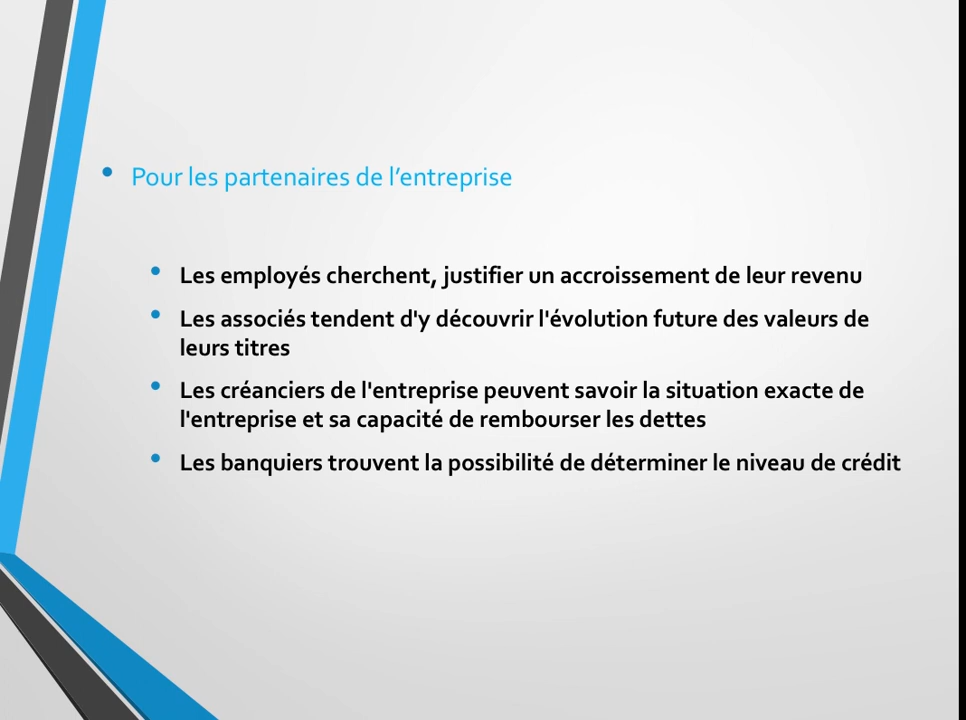 • Pour les partenaires de l’entreprise
• Les employés cherchent, justifier un accroissement de leur revenu
• Les associés tendent d'y découvrir l'évolution future des valeurs de
leurs titres
• Les créanciers de l'entreprise peuvent savoir la situation exacte de
l'entreprise et sa capacité de rembourser les dettes
• Les banquiers trouvent la possibilité de déterminer le niveau de crédit